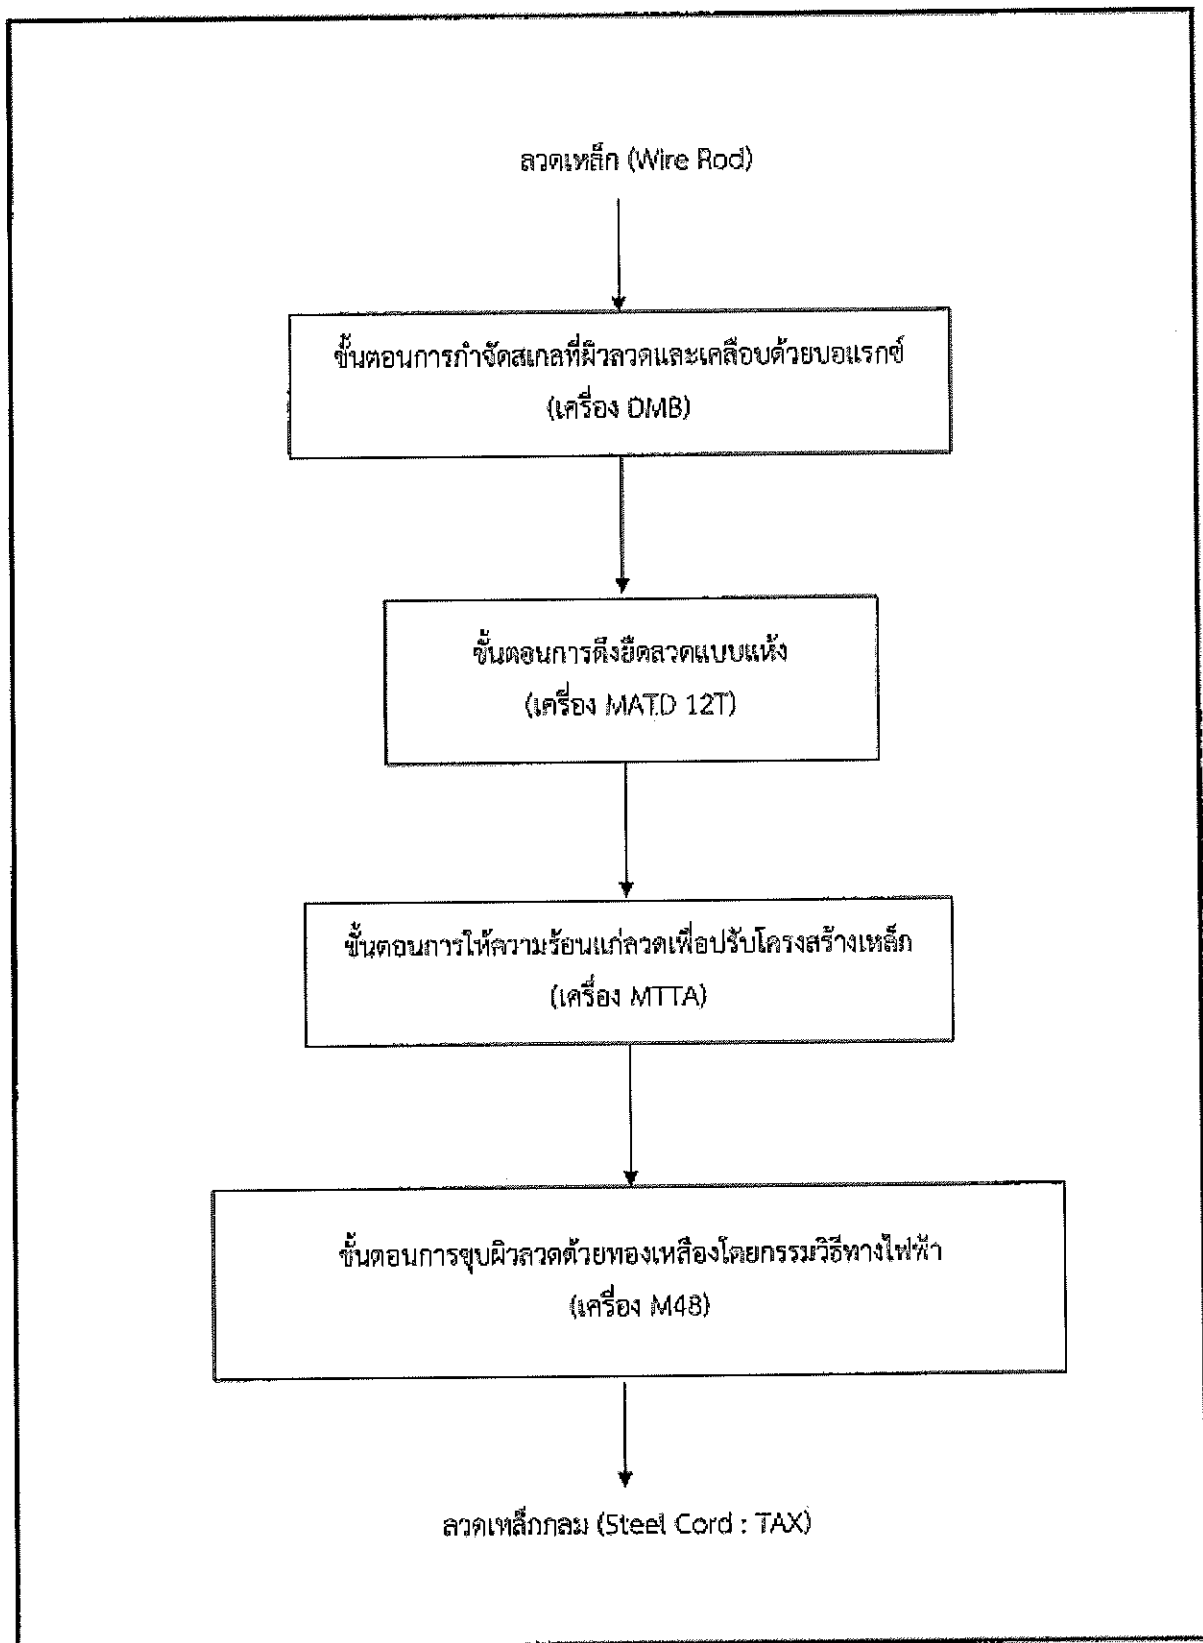 ลวดเหล็ก (Wire Rod)
ขั้นตอนการกำจัดสเกลที่ผิวลวดและเคลือบด้วยบอแรกซ์
(เครื่อง DMB)
ขั้นตอนการดึงยืดลวดแบบแห้ง
(เครื่อง MATD 12T)
ขั้นตอนการให้ความร้อนแก่ลวดเพื่อปรับโครงสร้างเหล็ก
(เครื่อง MTTA)
ขั้นตอนการชุบผิวลวดด้วยทองเหลืองโดยกรรมวิธีทางไฟฟ้า
(เครื่อง M48)
ลวดเหล็กกลม (Steel Cord : TAX)